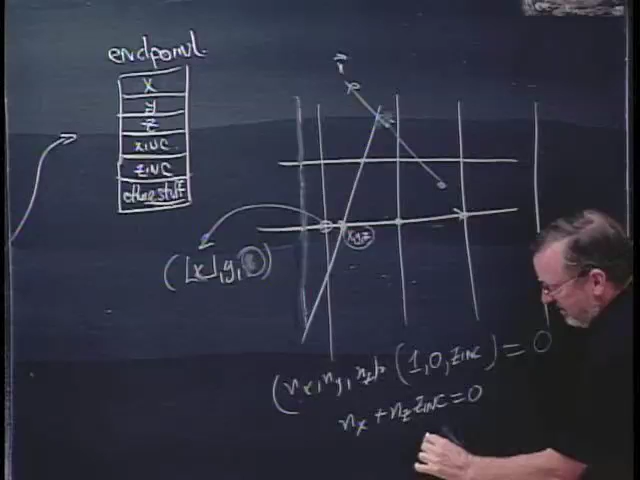 endpoint
x
y
z
xinc
zinc
other stuff
x,y,z
(⌊x⌋,y,
(nx, ny, nz)• (1,0,zinc) = 0
nx + nz zinc = 0